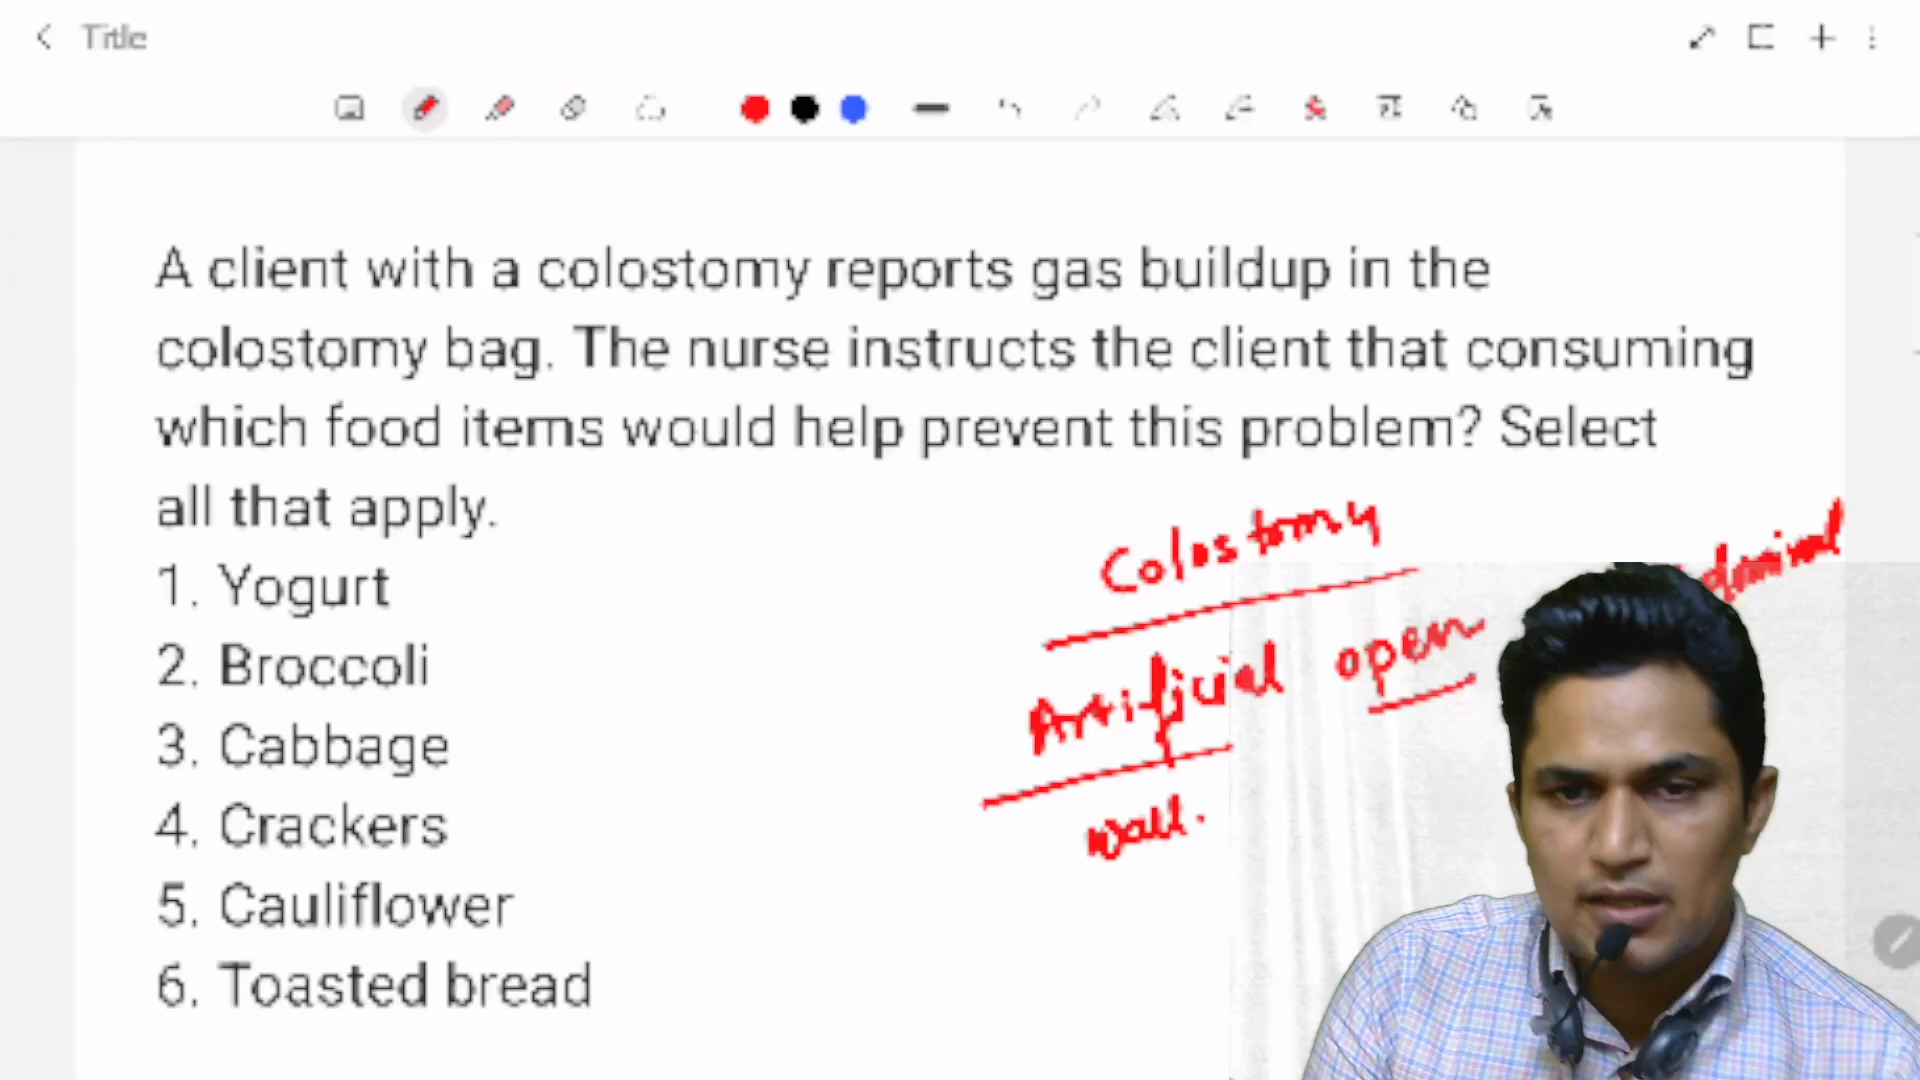 Title
A client with a colostomy reports gas buildup in the
colostomy bag. The nurse instructs the client that consuming
which food items would help prevent this problem? Select
all that apply.
1. Yogurt
2. Broccoli
3. Cabbage
4. Crackers
5. Cauliflower
6. Toasted bread
Colostomy
Artificial open
wall.